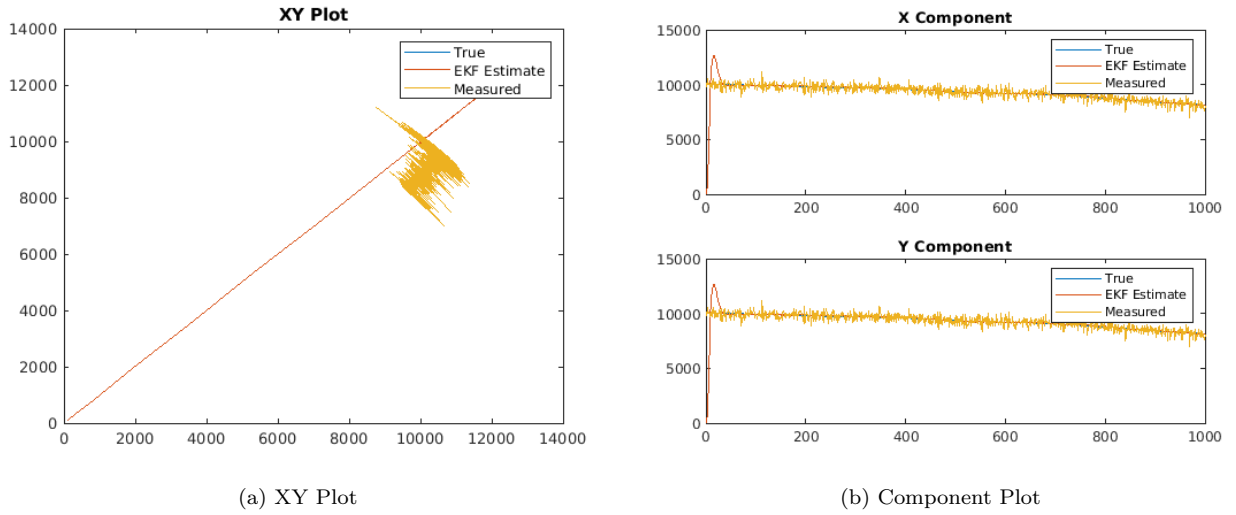 XY Plot
14000
12000
10000
8000
6000
4000
2000
0
True
EKF Estimate
Measured
0 2000 4000 6000 8000 10000 12000 14000
(a) XY Plot
X Component
15000
10000
5000
0
True
EKF Estimate
Measured
0 200 400 600 800 1000
Y Component
15000
10000
5000
0
True
EKF Estimate
Measured
0 200 400 600 800 1000
(b) Component Plot